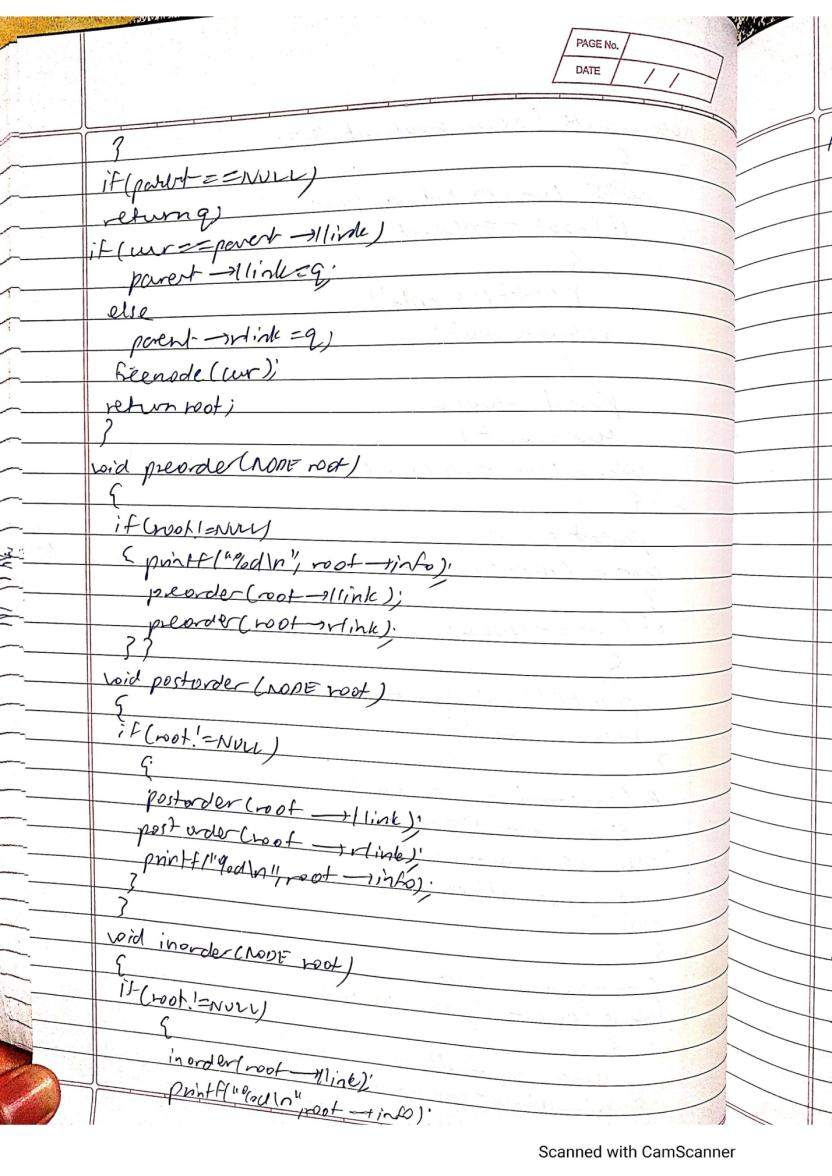 PAGE No.
DATE / /
}
if(parent==NULL)
return q;
if(cur==parent→llink)
parent→llink=q;
else
parent→rlink=q;
freenode(cur);
return root;
}
void preorder(NODE root)
{
if(root!=NULL)
{ printf("%d\n", root→info);
preorder(root→llink);
preorder(root→rlink);
} }
void postorder(NODE root)
{
if(root!=NULL)
{
postorder(root→llink);
postorder(root→rlink);
printf("%d\n", root→info);
}
}
void inorder(NODE root)
{
if(root!=NULL)
{
inorder(root→llink);
printf("%d\n", root→info);
Scanned with CamScanner